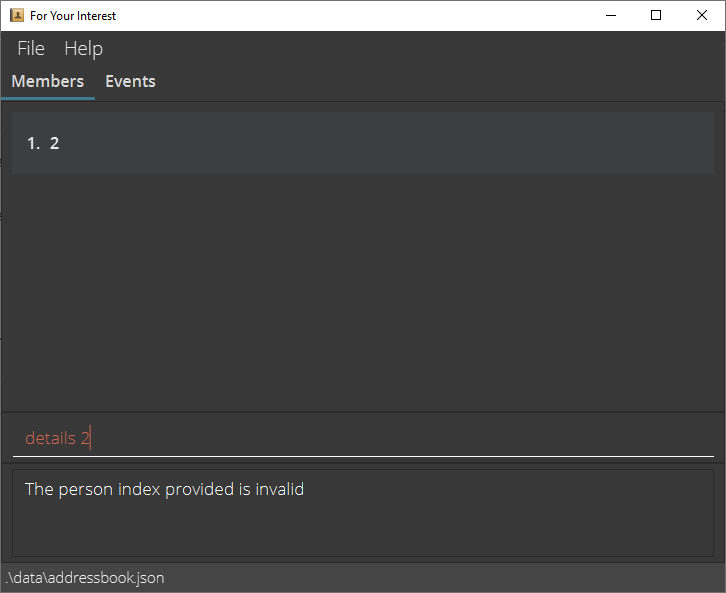 For Your Interest
File Help
Members Events
1. 2
details 2
The person index provided is invalid
.\data\addressbook.json